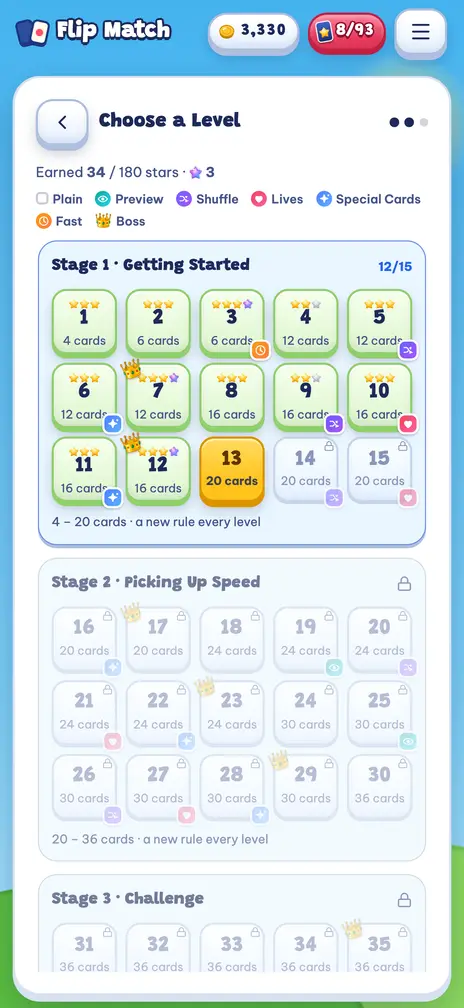 Flip Match
3,330
8/93
Choose a Level
Earned 34 / 180 stars · 3
Plain Preview Shuffle Lives Special Cards
Fast Boss
Stage 1 · Getting Started 12/15
1 2 3 4 5
4 cards 6 cards 6 cards 12 cards 12 cards
6 7 8 9 10
12 cards 12 cards 16 cards 16 cards 16 cards
11 12 13 14 15
16 cards 16 cards 20 cards 20 cards 20 cards
4 – 20 cards · a new rule every level
Stage 2 · Picking Up Speed
16 17 18 19 20
20 cards 20 cards 24 cards 24 cards 24 cards
21 22 23 24 25
24 cards 24 cards 24 cards 30 cards 30 cards
26 27 28 29 30
30 cards 30 cards 30 cards 30 cards 36 cards
20 – 36 cards · a new rule every level
Stage 3 · Challenge
31 32 33 34 35
36 cards 36 cards 36 cards 36 cards 36 cards